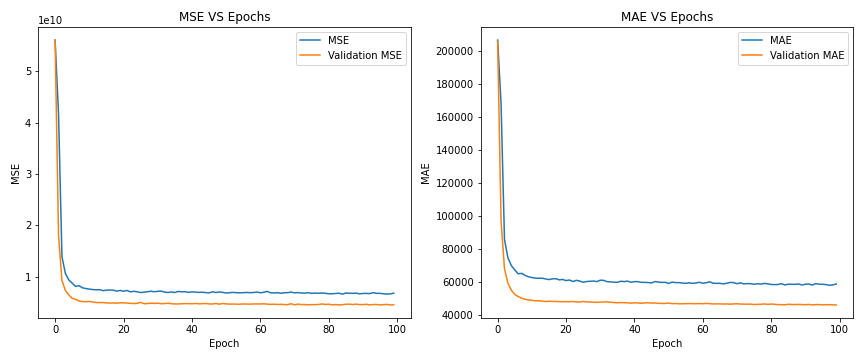 MSE VS Epochs
1e10
MSE
Validation MSE
5
4
3
2
1
MSE
0
20
40
60
80
100
Epoch
MAE VS Epochs
MAE
Validation MAE
200000
180000
160000
140000
120000
100000
80000
60000
40000
MAE
0
20
40
60
80
100
Epoch